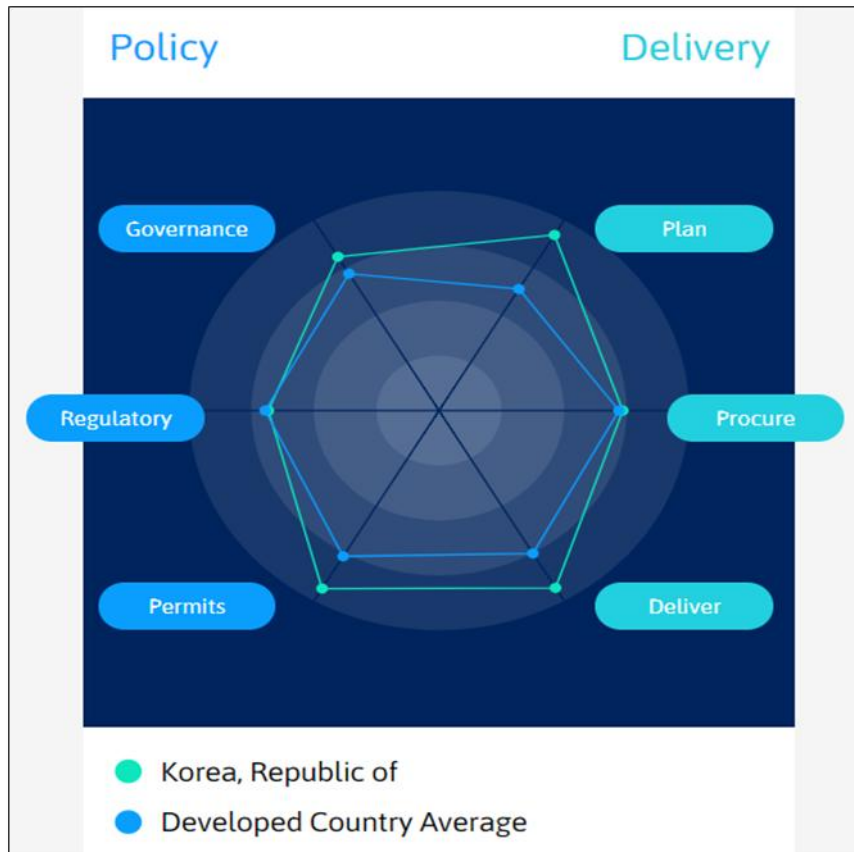 Policy
Delivery
Governance
Plan
Regulatory
Procure
Permits
Deliver
Korea, Republic of
Developed Country Average